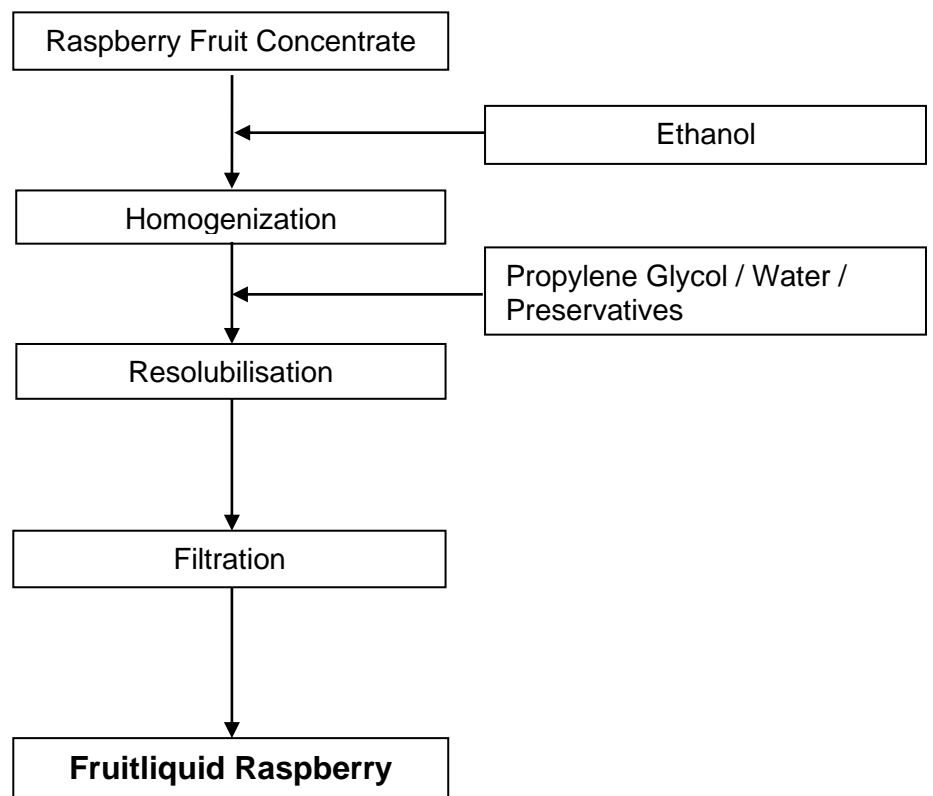 Raspberry Fruit Concentrate
Ethanol
Homogenization
Propylene Glycol / Water /
Preservatives
Resolubilisation
Filtration
Fruitliquid Raspberry